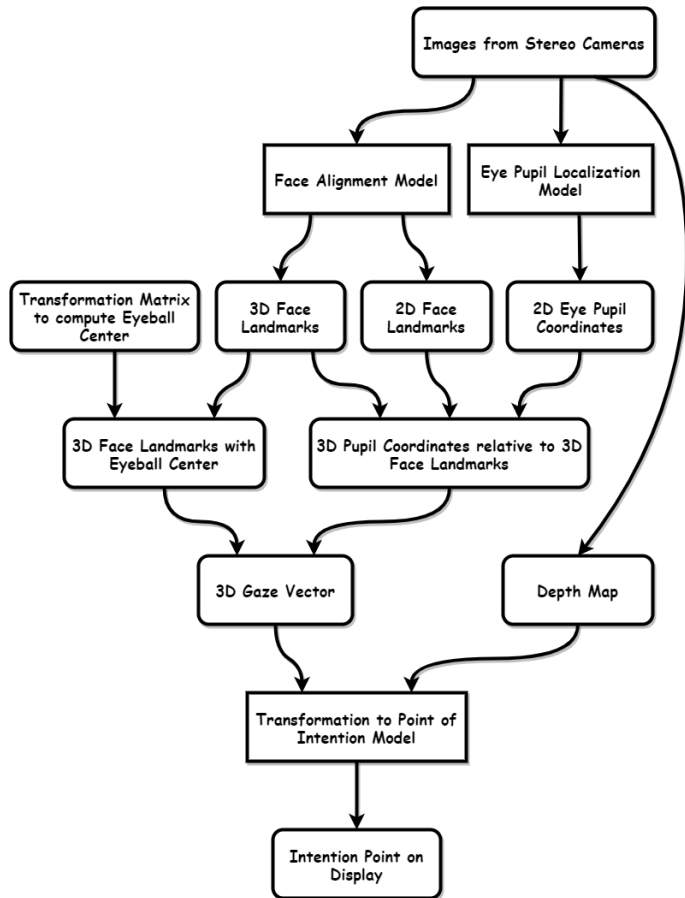 Images from Stereo Cameras
Face Alignment Model
Eye Pupil Localization
Model
Transformation Matrix
to compute Eyeball
Center
3D Face
Landmarks
2D Face
Landmarks
2D Eye Pupil
Coordinates
3D Face Landmarks with
Eyeball Center
3D Pupil Coordinates relative to 3D
Face Landmarks
3D Gaze Vector
Depth Map
Transformation to Point of
Intention Model
Intention Point on
Display